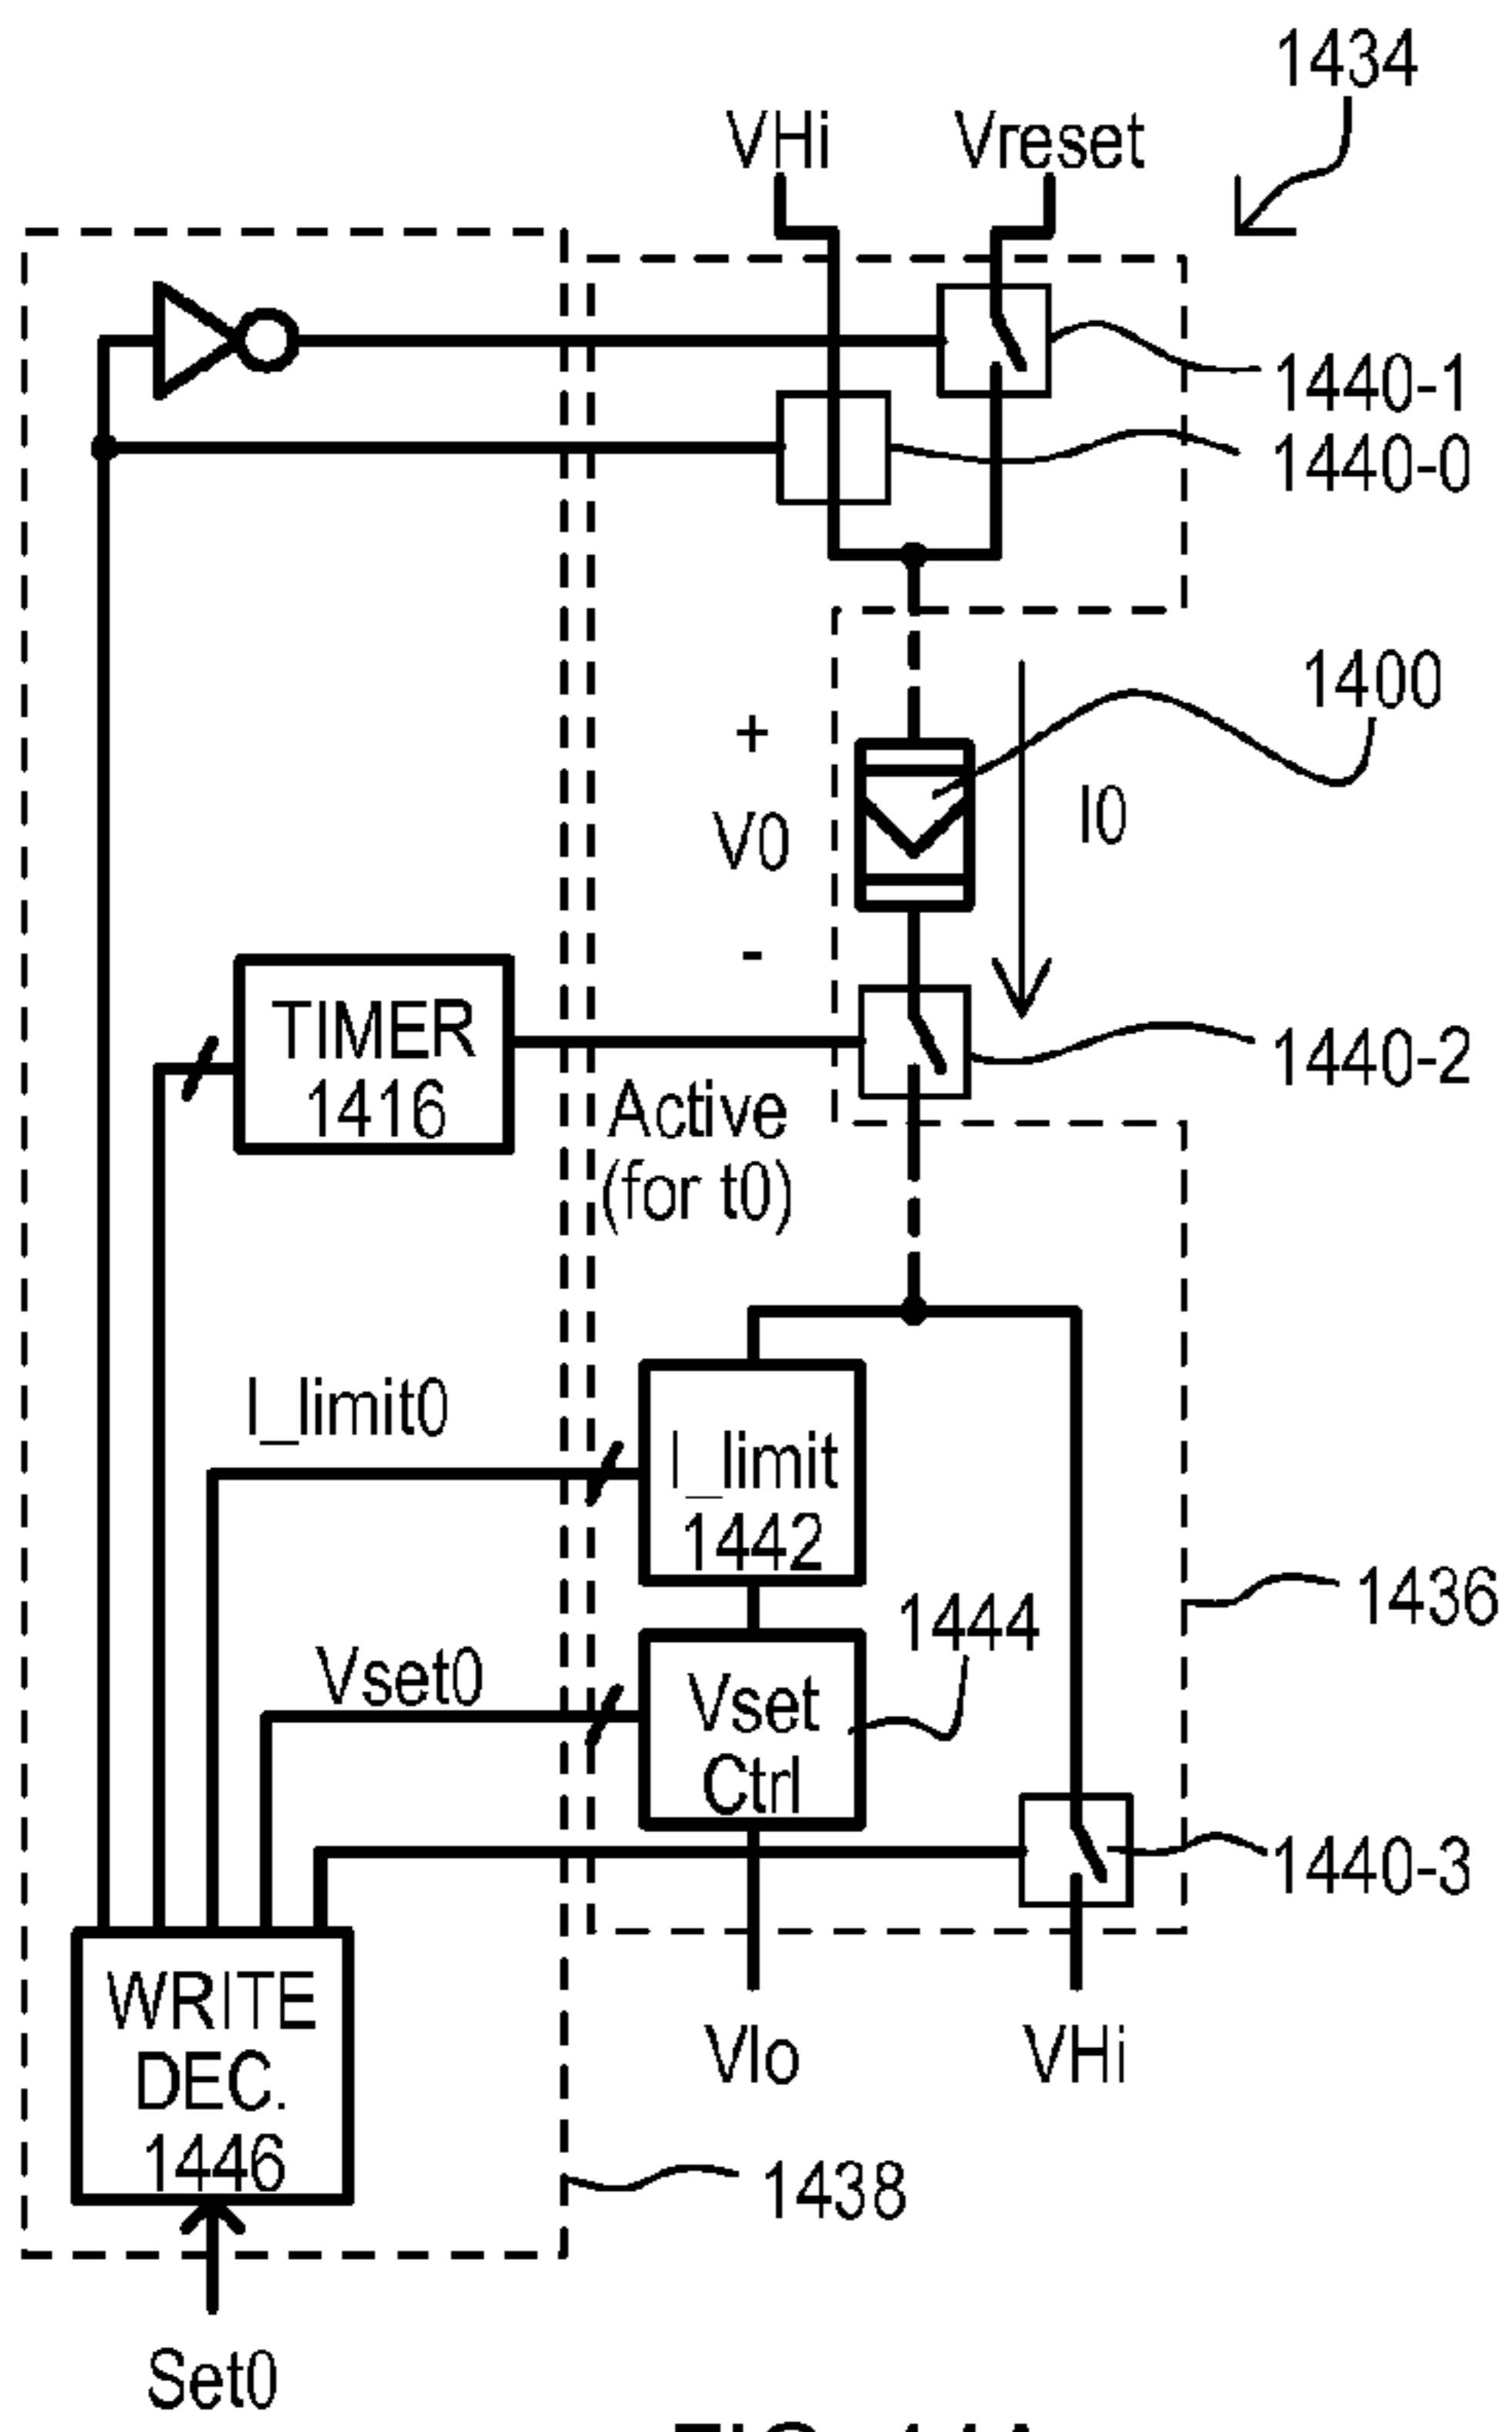 1434
VHi
Vreset
1440-1
1440-0
1400
+
V0
-
I0
TIMER
1416
1440-2
Active
(for t0)
I_limit0
I_limit
1442
1436
1444
Vset0
Vset
Ctrl
1440-3
WRITE
DEC.
1446
Vlo
VHi
1438
Set0